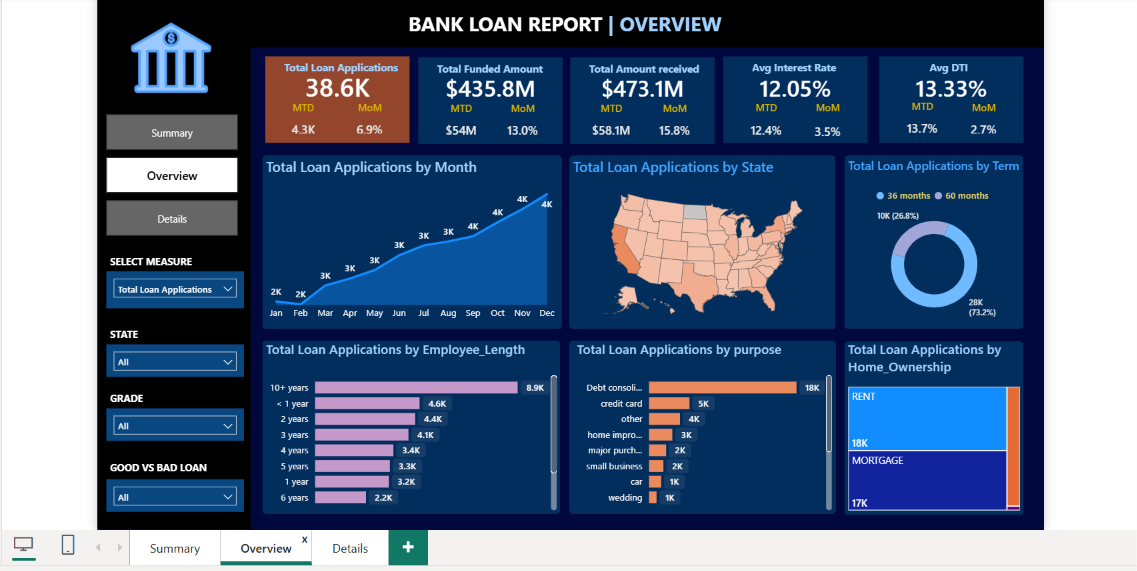 BANK LOAN REPORT | OVERVIEW
Total Loan Applications
38.6K
MTD MoM
4.3K 6.9%
Total Funded Amount
$435.8M
MTD MoM
$54M 13.0%
Total Amount received
$473.1M
MTD MoM
$58.1M 15.8%
Avg Interest Rate
12.05%
MTD MoM
12.4% 3.5%
Avg DTI
13.33%
MTD MoM
13.7% 2.7%
Summary
Overview
Details
SELECT MEASURE
Total Loan Applications
STATE
All
GRADE
All
GOOD VS BAD LOAN
All
Total Loan Applications by Month
2K 2K 3K 3K 3K 3K 3K 3K 4K 4K 4K 4K
Jan Feb Mar Apr May Jun Jul Aug Sep Oct Nov Dec
Total Loan Applications by State
Total Loan Applications by Term
36 months 60 months
10K (26.8%)
28K
(73.2%)
Total Loan Applications by Employee_Length
10+ years 8.9K
< 1 year 4.6K
2 years 4.4K
3 years 4.1K
4 years 3.4K
5 years 3.3K
1 year 3.2K
6 years 2.2K
Total Loan Applications by purpose
Debt consoli... 18K
credit card 5K
other 4K
home impro... 3K
major purch... 2K
small business 2K
car 1K
wedding 1K
Total Loan Applications by
Home_Ownership
RENT
18K
MORTGAGE
17K
Summary Overview x Details +